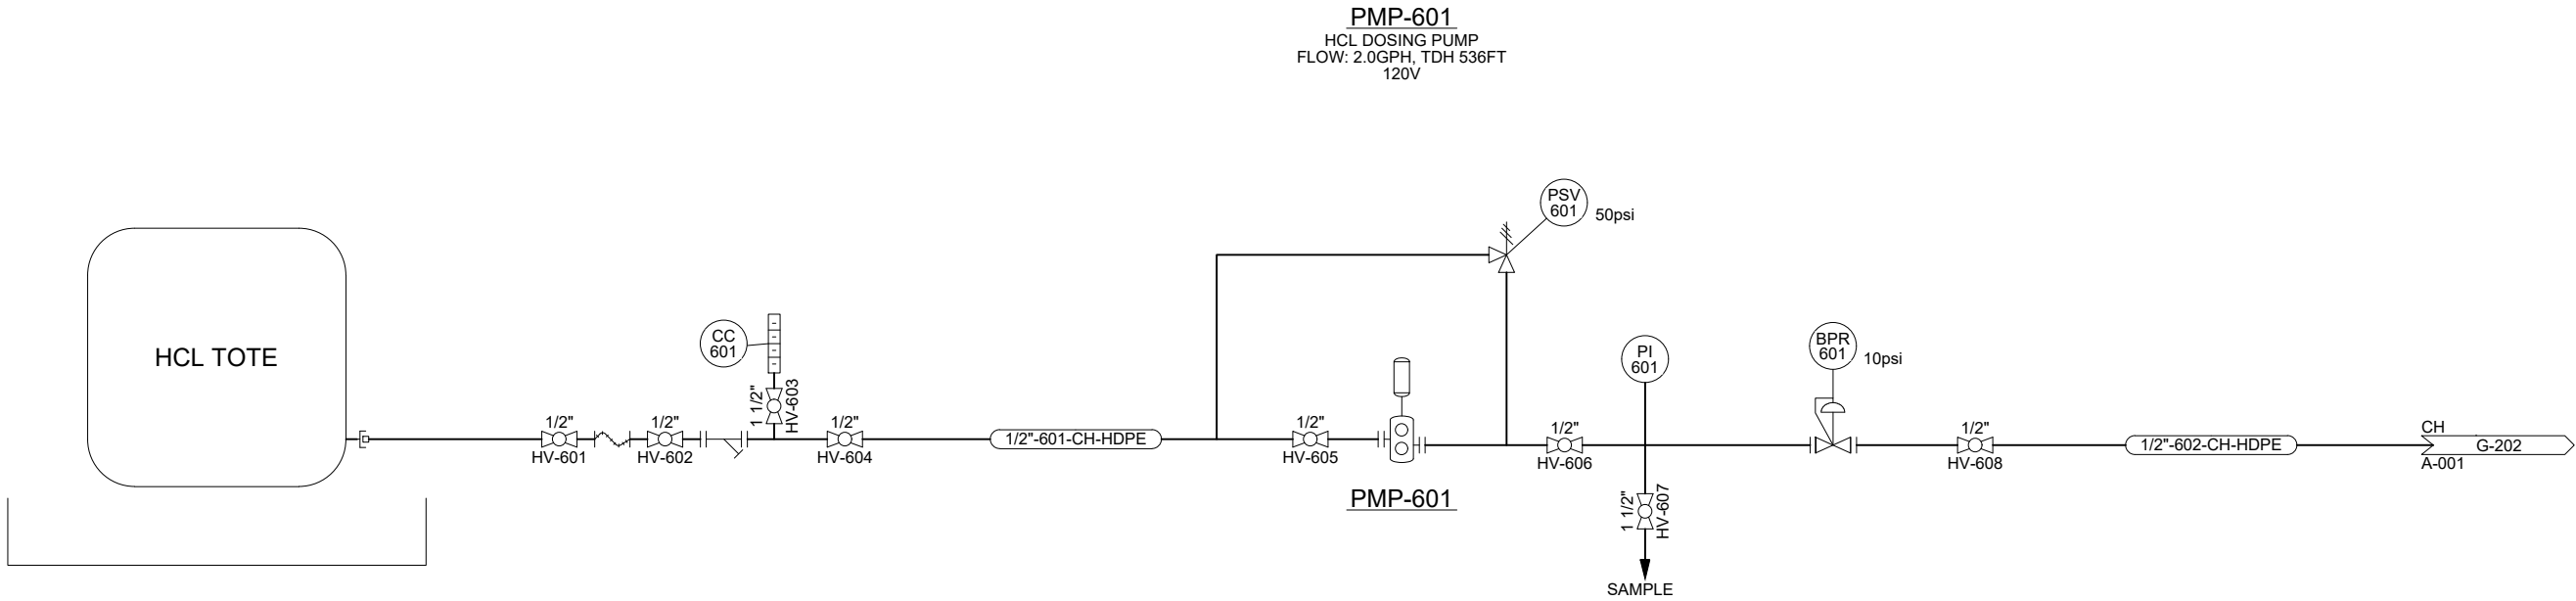 PMP-601
HCL DOSING PUMP
FLOW: 2.0GPH, TDH 536FT
120V
PSV
601
50psi
HCL TOTE
CC
601
1 1/2"
HV-603
PI
601
BPR
601
10psi
1/2"
HV-601
1/2"
HV-602
1/2"
HV-604
1/2"-601-CH-HDPE
1/2"
HV-605
PMP-601
1/2"
HV-606
1 1/2"
HV-607
SAMPLE
1/2"
HV-608
1/2"-602-CH-HDPE
CH
G-202
A-001